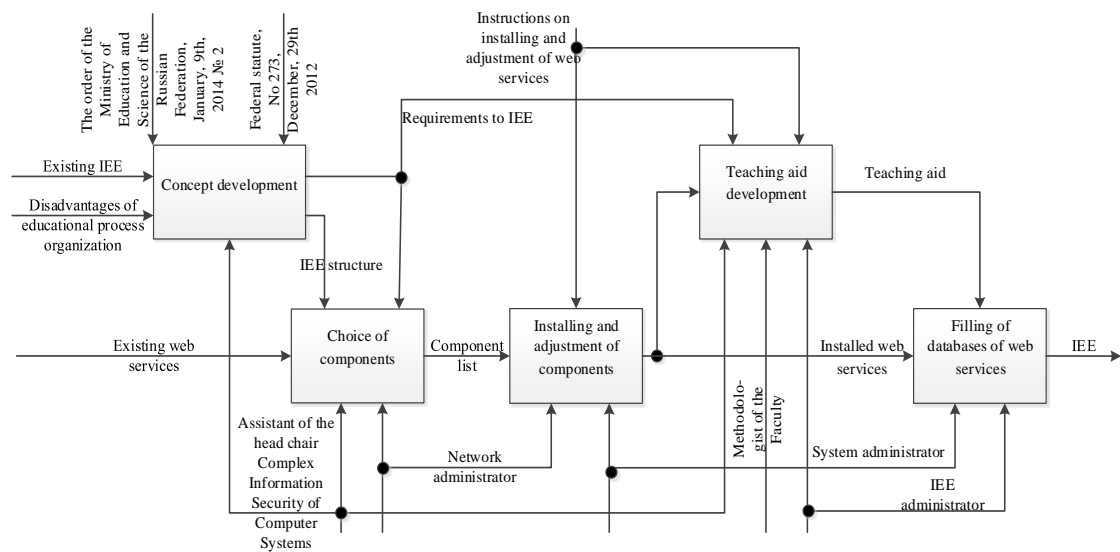 The order of the
Ministry of
Education and
Science of the
Russian
Federation,
January, 9th,
2014 № 2
Federal statute,
No 273,
December, 29th
2012
Instructions on
installing and
adjustment of web
services
Requirements to IEE
Existing IEE
Concept development
Disadvantages of
educational process
organization
Teaching aid
development
Teaching aid
IEE structure
Existing web
services
Choice of
components
Component
list
Installing and
adjustment of
components
Installed web
services
Filling of
databases of web
services
IEE
Assistant of the
head chair
Complex
Information
Security of
Computer
Systems
Network
administrator
Methodolo-
gist of the
Faculty
System administrator
IEE
administrator